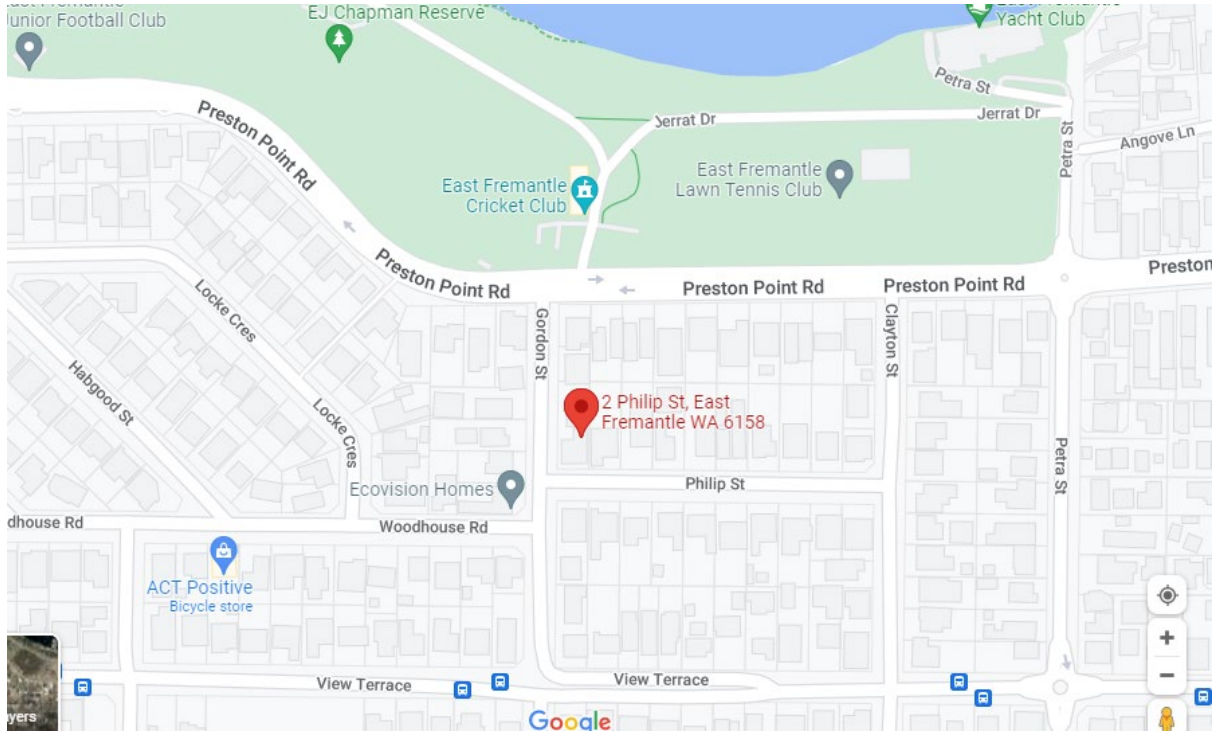 Junior Football Club
EJ Chapman Reserve
Yacht Club
Petra St
Jerrat Dr
Jerrat Dr
Petra St
Angove Ln
Preston Point Rd
East Fremantle
Cricket Club
East Fremantle
Lawn Tennis Club
Preston Point Rd
Preston Point Rd
Preston Point Rd
Preston
Locke Cres
Gordon St
Clayton St
Habgood St
Locke Cres
2 Philip St, East
Fremantle WA 6158
Petra St
Ecovision Homes
Philip St
dhouse Rd
Woodhouse Rd
ACT Positive
Bicycle store
View Terrace
View Terrace
yers
Google